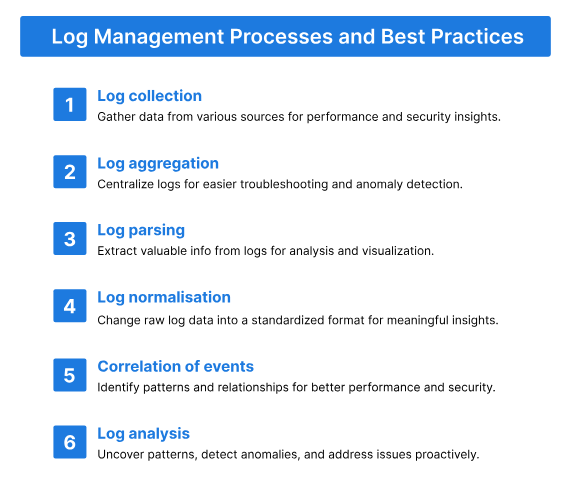 Log Management Processes and Best Practices
1
Log collection
Gather data from various sources for performance and security insights.
2
Log aggregation
Centralize logs for easier troubleshooting and anomaly detection.
3
Log parsing
Extract valuable info from logs for analysis and visualization.
4
Log normalisation
Change raw log data into a standardized format for meaningful insights.
5
Correlation of events
Identify patterns and relationships for better performance and security.
6
Log analysis
Uncover patterns, detect anomalies, and address issues proactively.